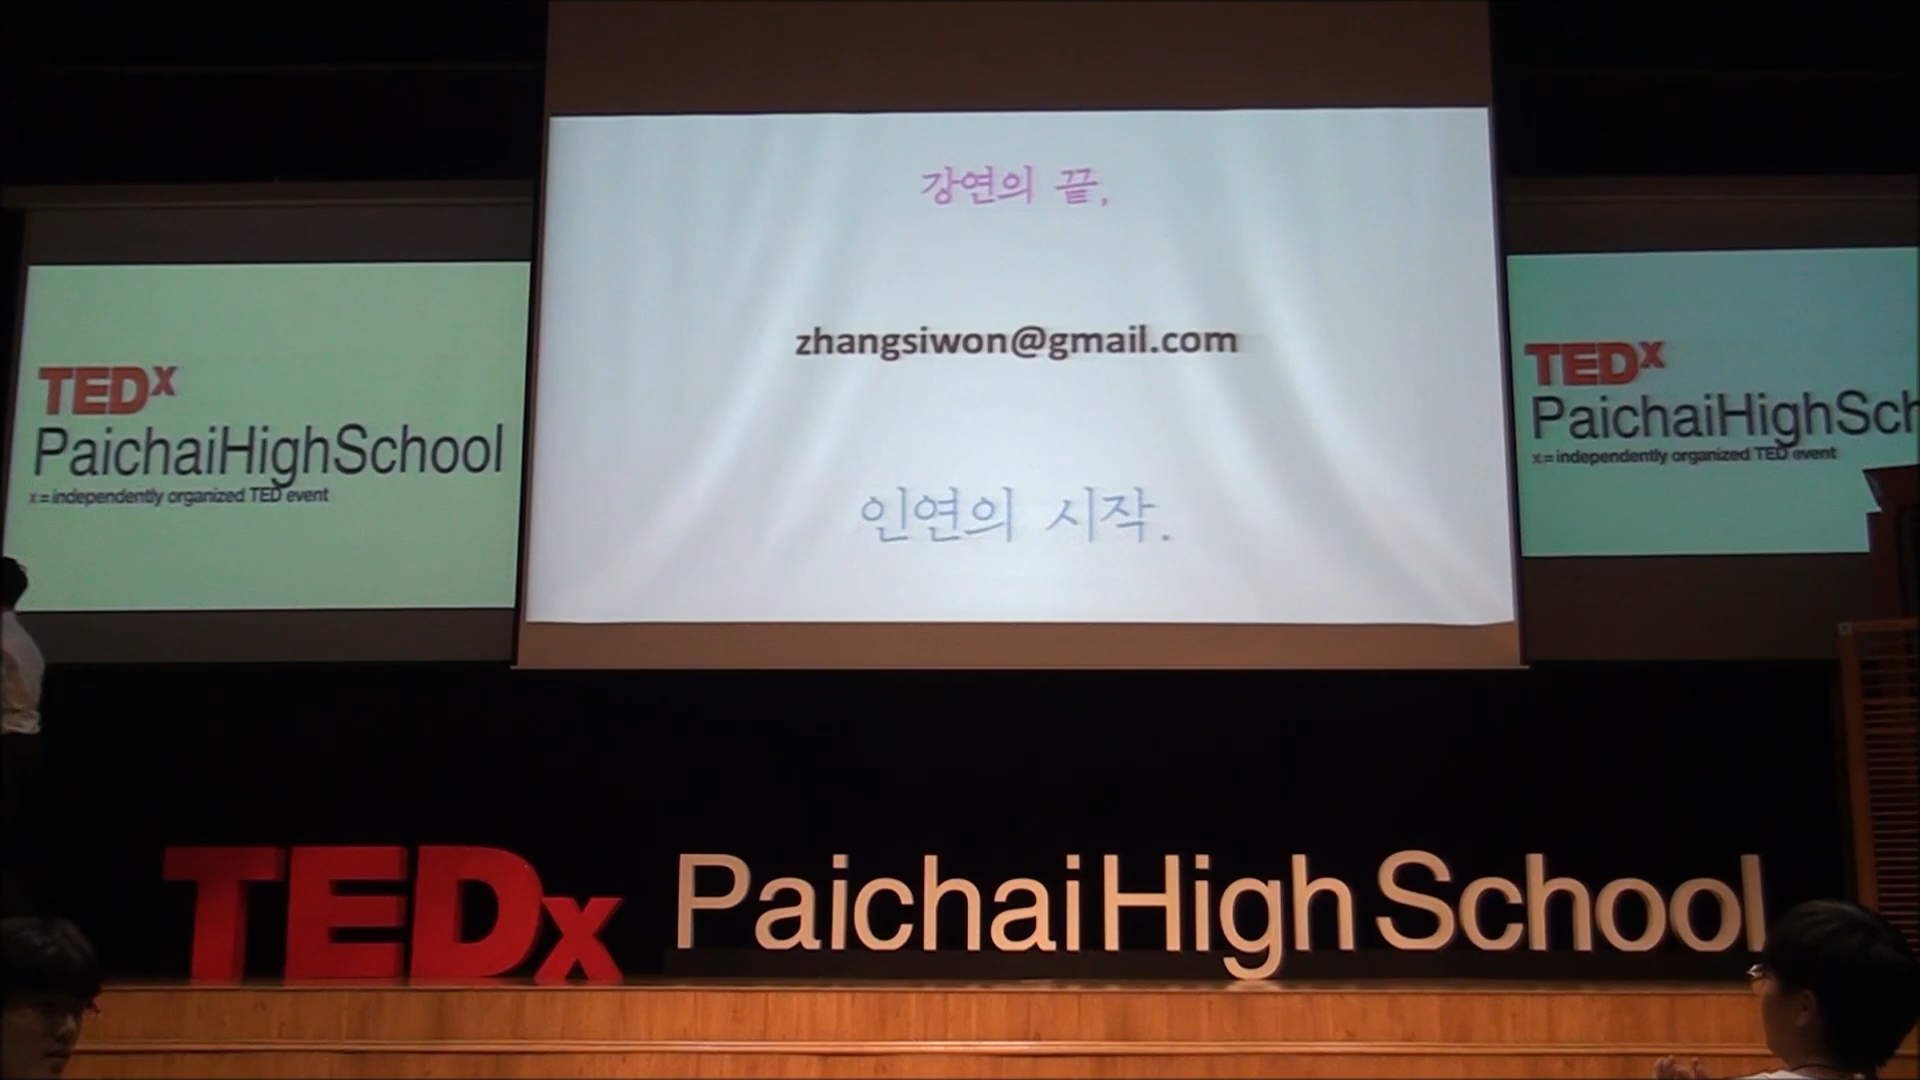 강연의 끝,
zhangsiwon@gmail.com
인연의 시작.
TEDx
PaichaiHighSchool
x=independently organized TED event
TEDx
PaichaiHighSch
x=independently organized TED event
TEDx PaichaiHighSchool